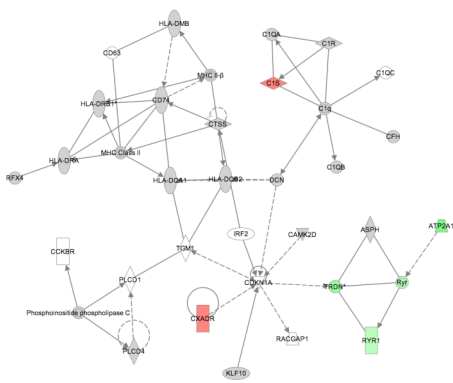 HLA-DMB
CD63
C1QA
C1R
MHC II-β
C1QC
C1S
HLA-DRB1*
CD74
C1q
CTSS
CFH
MHC Class II
HLA-DRA
C1QB
RFX4
HLA-DQA1
HLA-DQB2
DCN
IRF2
CAMK2D
ASPH
ATP2A1
CCKBR
TGM1
PLCD1
CDKN1A
TRDN*
Ryr
Phosphoinositide phospholipase C
CXADR
RACGAP1
RYR1
PLCD4
KLF10